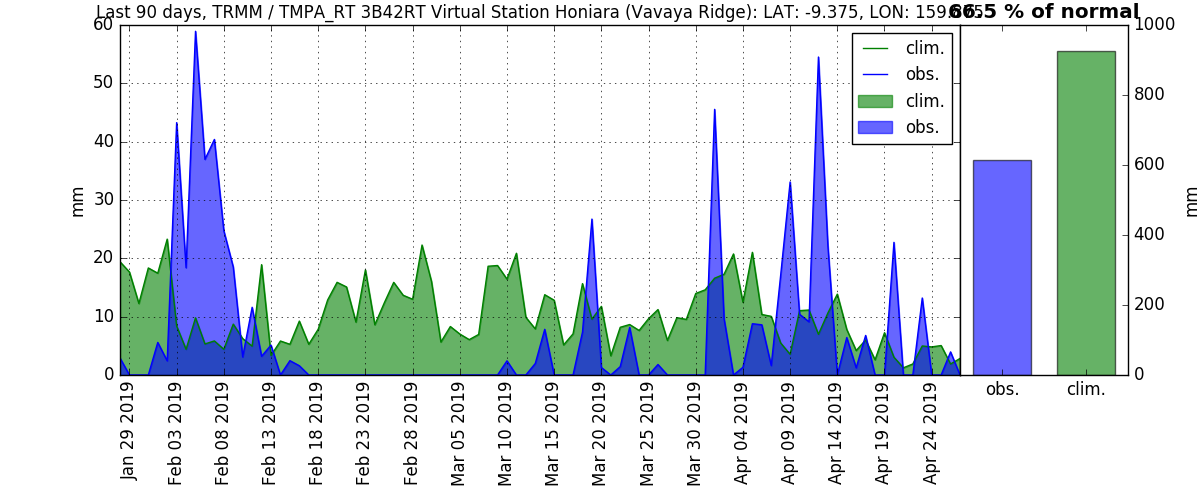 Last 90 days, TRMM / TMPA_RT 3B42RT Virtual Station Honiara (Vavaya Ridge): LAT: -9.375, LON:
66.5 % of normal
60
50
40
30
20
10
0
mm
clim.
obs.
clim.
obs.
1000
800
600
400
200
0
mm
obs.
clim.
Jan 29 2019
Feb 03 2019
Feb 08 2019
Feb 13 2019
Feb 18 2019
Feb 23 2019
Feb 28 2019
Mar 05 2019
Mar 10 2019
Mar 15 2019
Mar 20 2019
Mar 25 2019
Mar 30 2019
Apr 04 2019
Apr 09 2019
Apr 14 2019
Apr 19 2019
Apr 24 2019